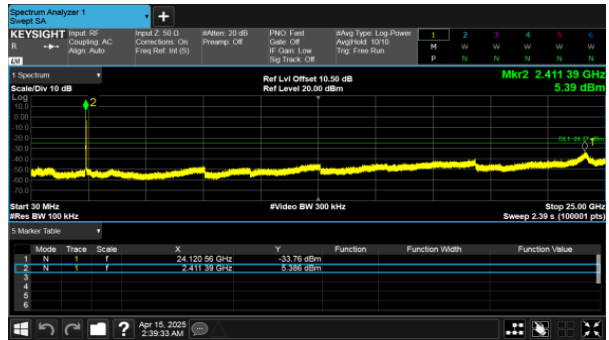 Spectrum Analyzer 1
Swept SA
KEYSIGHT Input: RF Input Z: 50 Ω #Atten: 20 dB PNO: Fast #Avg Type: Log-Power 1 2 3 4 5 6
R Coupling: AC Corrections: On Preamp: Off Gate: Off Avg|Hold: 10/10 M W W W W W
Align: Auto Freq Ref: Int (S) IF Gain: Low Trig: Free Run P N N N N N
LXI Sig Track: Off
1 Spectrum Ref Lvl Offset 10.50 dB Mkr2 2.411 39 GHz
Scale/Div 10 dB Ref Level 20.00 dBm 5.39 dBm
Log
10.0
0.00
-10.0
-20.0
-30.0
-40.0
-50.0
-60.0
-70.0
2
1
Start 30 MHz #Video BW 300 kHz Stop 25.00 GHz
#Res BW 100 kHz Sweep 2.39 s (100001 pts)
5 Marker Table
Mode Trace Scale X Y Function Function Width Function Value
1 N 1 f 24.120 56 GHz -33.76 dBm
2 N 1 f 2.411 39 GHz 5.386 dBm
3
4
5
6
? Apr 15, 2025
2:39:33 AM